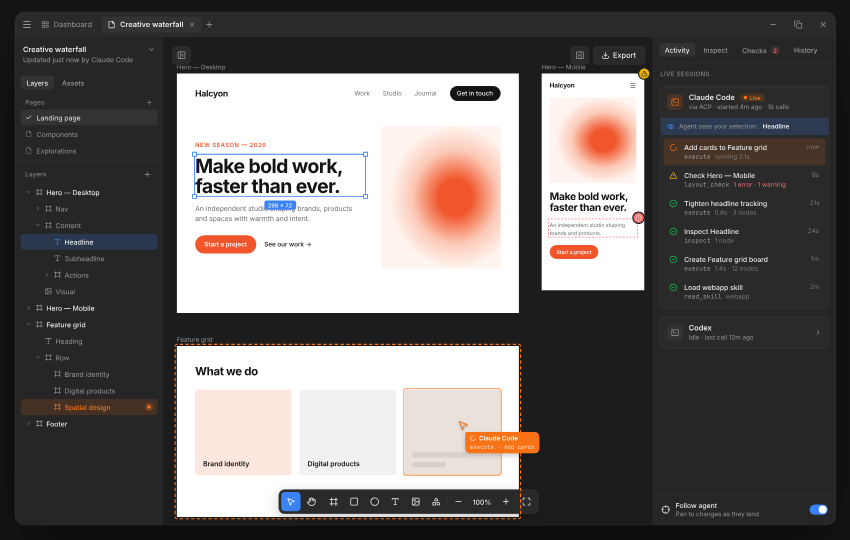 Dashboard
Creative waterfall
Creative waterfall
Updated just now by Claude Code
Layers
Assets
Pages
Landing page
Components
Explorations
Layers
Hero — Desktop
Nav
Content
Headline
Subheadline
Actions
Visual
Hero — Mobile
Feature grid
Heading
Row
Brand identity
Digital products
Spatial design
Footer
Export
Hero — Desktop
Halcyon
Work
Studio
Journal
Get in touch
NEW SEASON — 2026
Make bold work,
faster than ever.
298 × 72
An independent studio brands, products
and spaces with warmth and intent.
Start a project
See our work →
Hero — Mobile
Halcyon
Make bold work,
faster than ever.
An independent studio shaping
brands and products.
Start a project
Feature grid
What we do
Brand identity
Digital products
Claude Code
execute · Add cards
100%
Activity
Inspect
Checks 2
History
LIVE SESSIONS
Claude Code
Live
via ACP · started 4m ago · 18 calls
Agent sees your selection: Headline
Add cards to Feature grid
now
execute running 2.1s
Check Hero — Mobile
9s
layout_check 1 error · 1 warning
Tighten headline tracking
21s
execute 0.8s · 3 nodes
Inspect Headline
24s
inspect 1 node
Create Feature grid board
1m
execute 1.4s · 12 nodes
Load webapp skill
2m
read_skill webapp
Codex
Idle · last call 12m ago
Follow agent
Pan to changes as they land